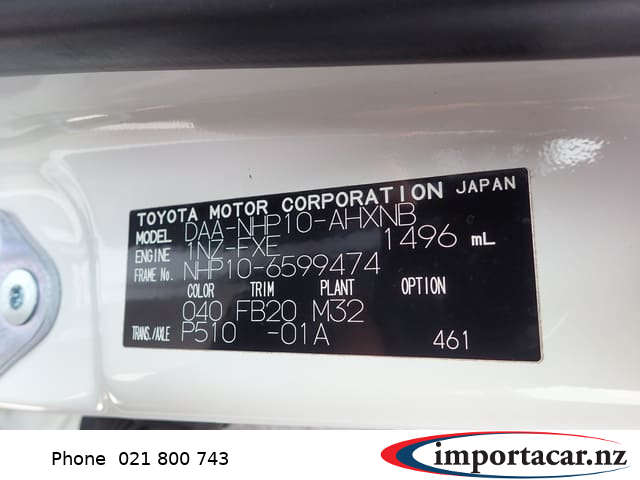 TOYOTA MOTOR CORPORATION JAPAN
MODEL DAA-NHP10-AHXNB
ENGINE 1NZ-FXE 1496 mL
FRAME No. NHP10-6599474
COLOR TRIM PLANT OPTION
040 FB20 M32
TRANS./AXLE P510 -01A 461
Phone 021 800 743
importacar.nz